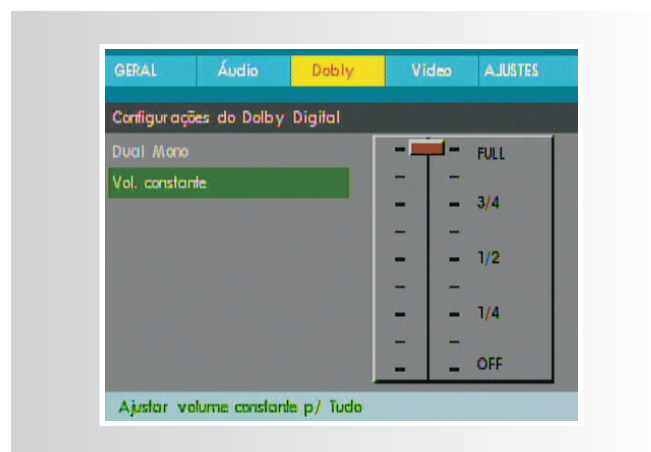 GERAL Áudio Dobly Vídeo AJUSTES
Configurações do Dolby Digital
Dual Mono
Vol. constante
FULL
3/4
1/2
1/4
OFF
Ajustar volume constante p/ Tudo